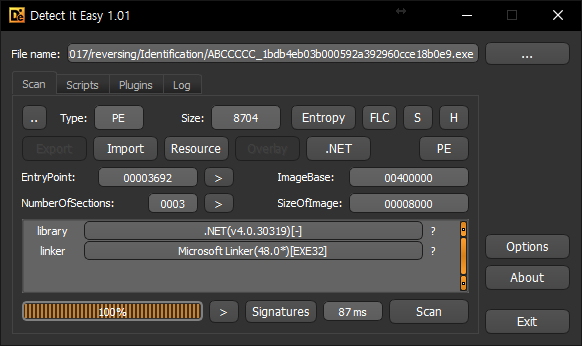 Detect It Easy 1.01
File name: 017/reversing/Identification/ABCCCCC_1bdb4eb03b000592a392960cce18b0e9.exe ...
Scan Scripts Plugins Log
.. Type: PE Size: 8704 Entropy FLC S H
Export Import Resource Overlay .NET PE
EntryPoint: 00003692 > ImageBase: 00400000
NumberOfSections: 0003 > SizeOfImage: 00008000
library .NET(v4.0.30319)[-] ?
linker Microsoft Linker(48.0*)[EXE32] ?
Options
About
100% > Signatures 87 ms Scan
Exit